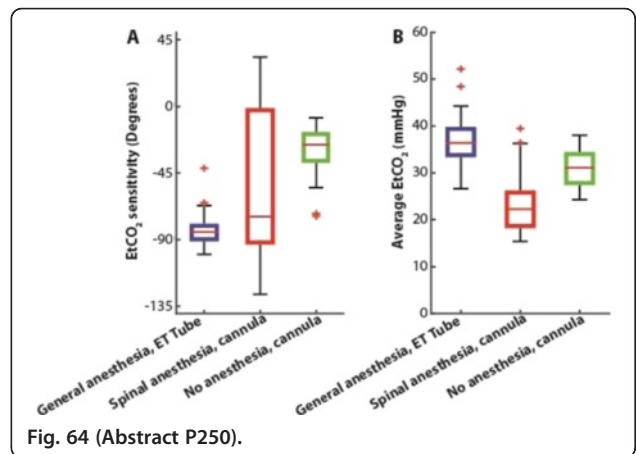 A
EtCO₂ sensitivity (Degrees)
45
0
-45
-90
-135
General anesthesia, ET Tube
Spinal anesthesia, cannula
No anesthesia, cannula
B
Average EtCO₂ (mmHg)
60
50
40
30
20
10
0
General anesthesia, ET Tube
Spinal anesthesia, cannula
No anesthesia, cannula
Fig. 64 (Abstract P250).